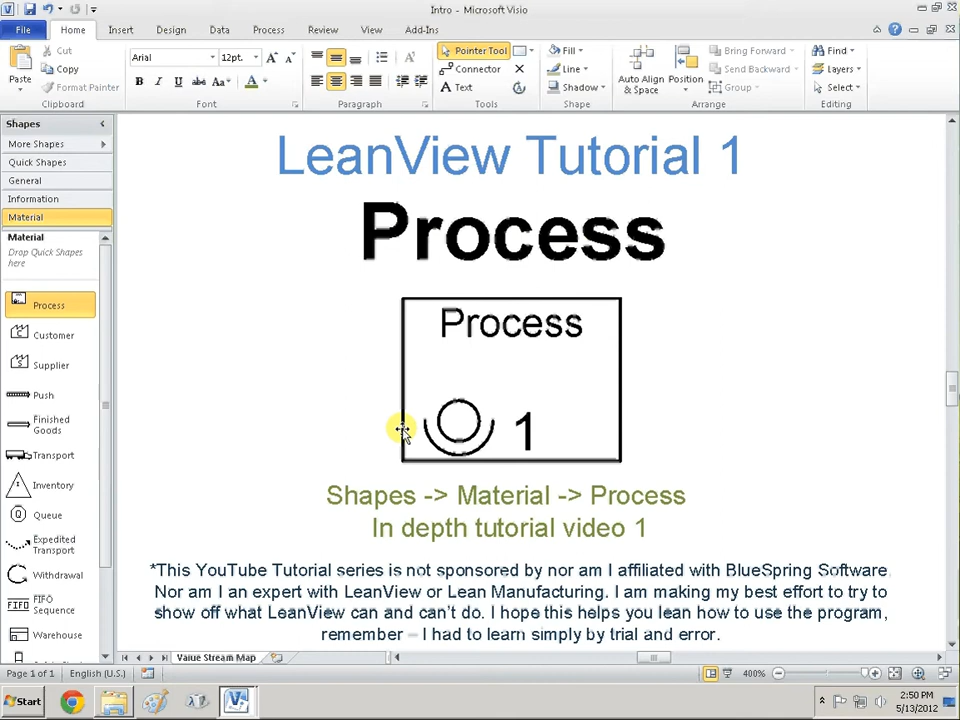 Intro - Microsoft Visio
File Home Insert Design Data Process Review View Add-Ins
Paste
Cut
Copy
Format Painter
Clipboard
Arial 12pt.
B I U abc Aa A
Font
Paragraph
Pointer Tool
Connector
Text
Tools
Fill
Line
Shadow
Shape
Auto Align & Space
Position
Bring Forward
Send Backward
Group
Arrange
Find
Layers
Select
Editing
Shapes
More Shapes
Quick Shapes
General
Information
Material
Material
Drop Quick Shapes
here
Process
Customer
Supplier
Push
Finished
Goods
Transport
Inventory
Queue
Expedited
Transport
Withdrawal
FIFO
Sequence
Warehouse
LeanView Tutorial 1
Process
Process
1
Shapes -> Material -> Process
In depth tutorial video 1
*This YouTube Tutorial series is not sponsored by nor am I affiliated with BlueSpring Software.
Nor am I an expert with LeanView or Lean Manufacturing. I am making my best effort to try to
show off what LeanView can and can't do. I hope this helps you lean how to use the program,
remember – I had to learn simply by trial and error.
Value Stream Map
Page 1 of 1 English (U.S.) 400%
Start
2:50 PM
5/13/2012